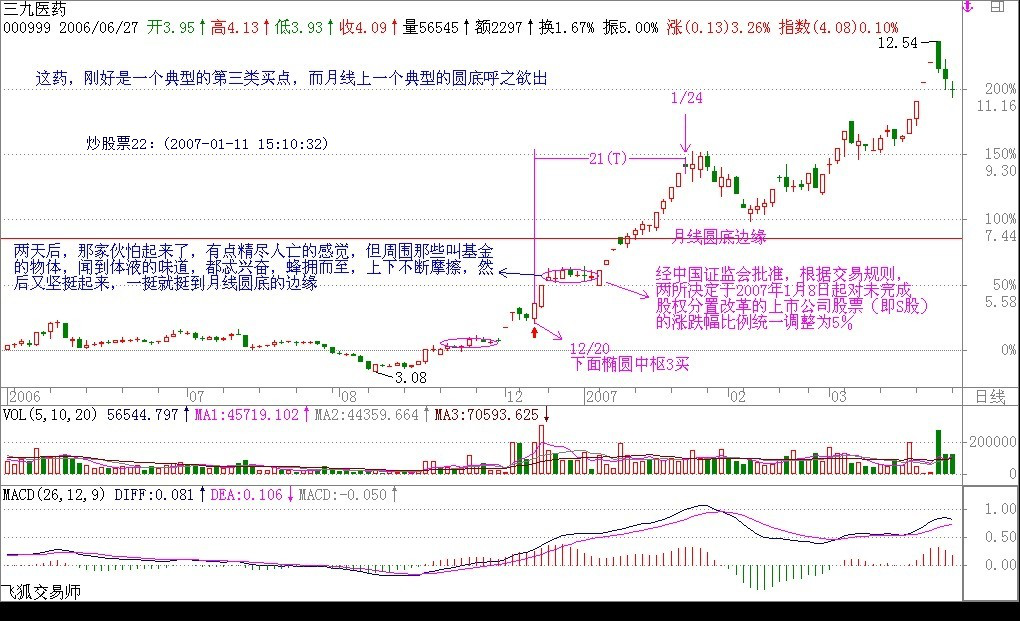 三九医药
000999 2006/06/27 开3.95↑高4.13↑低3.93↑收4.09↑量56545↑额2297↑换1.67% 振5.00% 涨(0.13)3.26% 指数(4.08)0.10%
12.54
这药，刚好是一个典型的第三类买点，而月线上一个典型的圆底呼之欲出
200%
1/24
11.16
炒股票22：(2007-01-11 15:10:32)
150%
21(T)
9.30
100%
7.44
月线圆底边缘
两天后，那家伙怕起来了，有点精尽人亡的感觉，但周围那些叫基金
的物体，闻到体液的味道，都忒兴奋，蜂拥而至，上下不断摩擦，然
后又坚挺起来，一挺就挺到月线圆底的边缘
经中国证监会批准，根据交易规则，
两所决定于2007年1月8日起对未完成
股权分置改革的上市公司股票（即S股）
的涨跌幅比例统一调整为5%
50%
5.58
12/20
下面椭圆中枢3买
0%
3.08
2006 07 08 12 2007 02 03 日线
VOL(5,10,20) 56544.797↑MA1:45719.102↑MA2:44359.664↑MA3:70593.625↓
200000
0
MACD(26,12,9) DIFF:0.081↑DEA:0.106↓MACD:-0.050↑
1.00
0.50
0.00
飞狐交易师